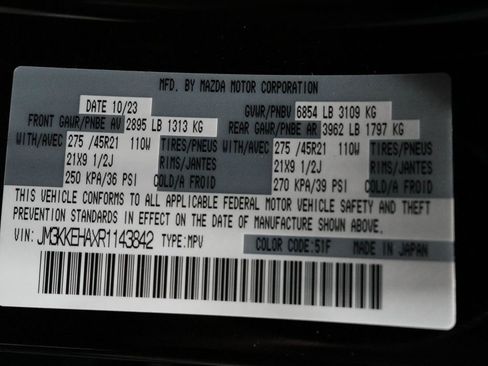 MFD. BY MAZDA MOTOR CORPORATION
DATE 10/23 GVWR/PNBV 6854 LB 3109 KG
FRONT GAWR/PNBE AV 2895 LB 1313 KG REAR GAWR/PNBE AR 3962 LB 1797 KG
WITH/AVEC 275 /45R21 110W TIRES/PNEUS WITH/AVEC 275 /45R21 110W TIRES/PNEUS
21X9 1/2J RIMS/JANTES 21X9 1/2J RIMS/JANTES
250 KPA/36 PSI COLD/A FROID 270 KPA/39 PSI COLD/A FROID
THIS VEHICLE CONFORMS TO ALL APPLICABLE FEDERAL MOTOR VEHICLE SAFETY AND THEFT
PREVENTION STANDARDS IN EFFECT ON THE DATE OF MANUFACTURE SHOWN ABOVE.
VIN: JM3KKEHAXR1143842 TYPE:MPV COLOR CODE:51F MADE IN JAPAN